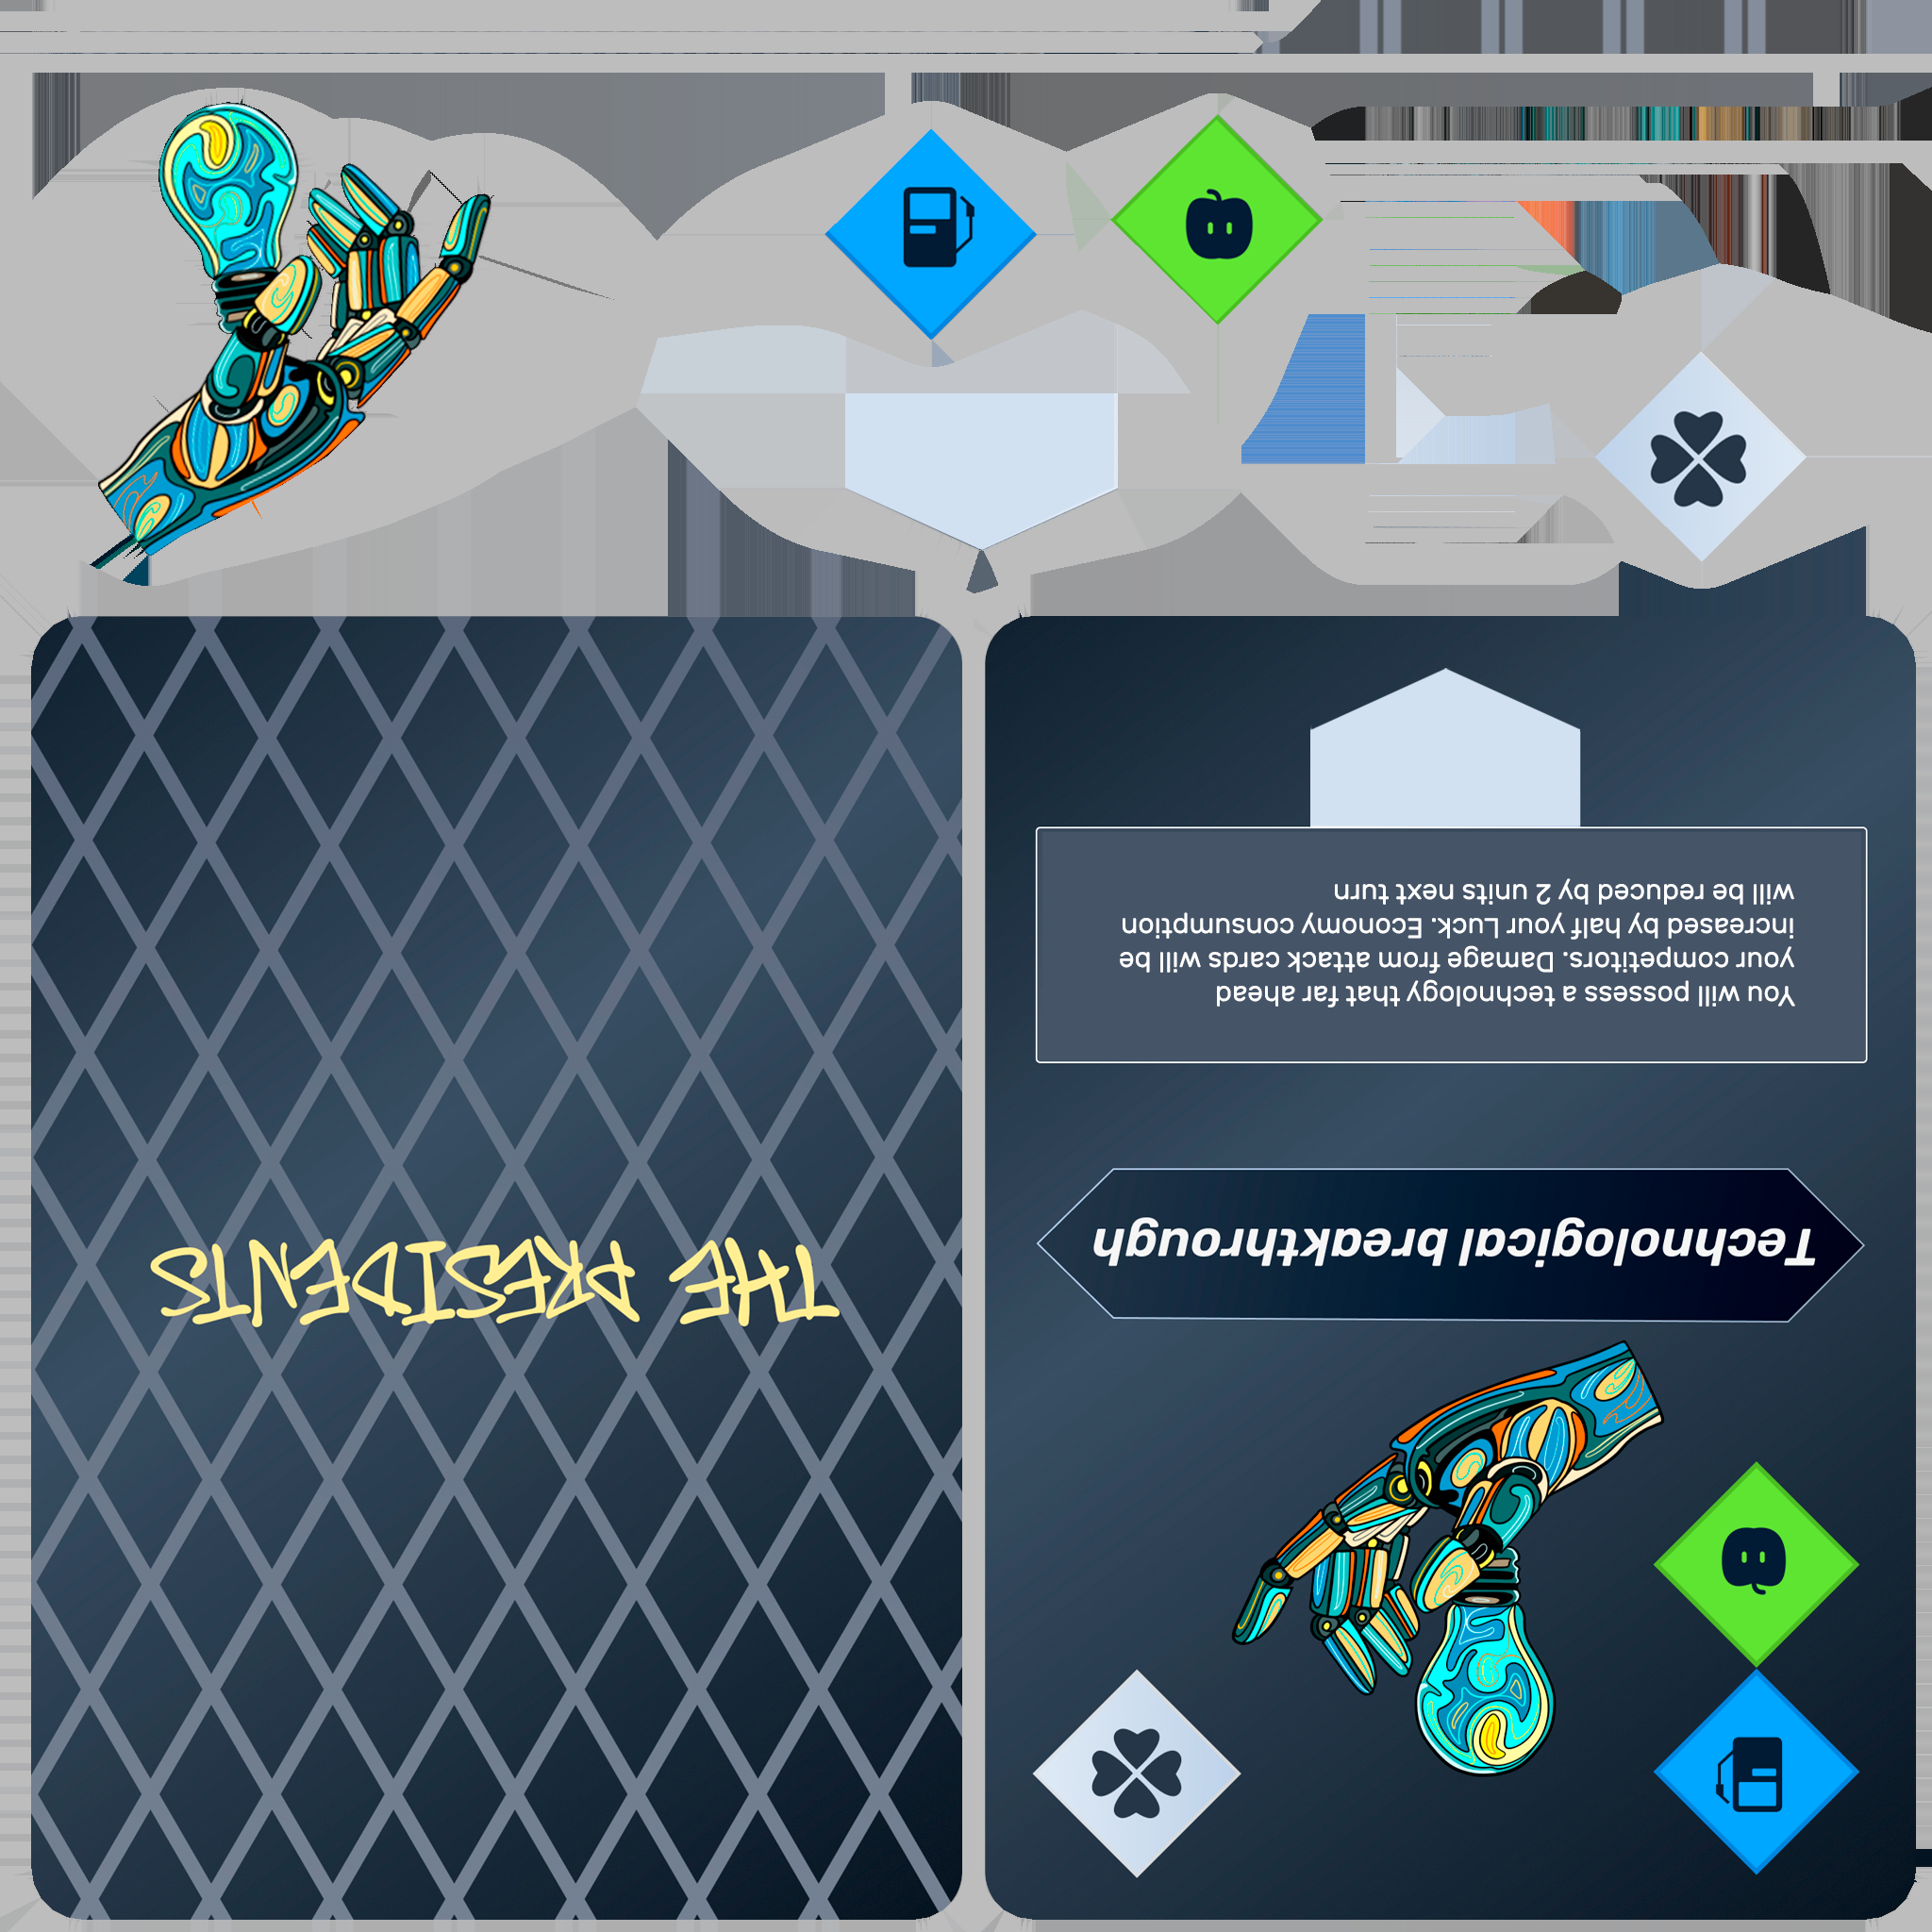 THE PRESIDENTS
Technological breakthrough
You will possess a technology that far ahead
your competitors. Damage from attack cards will be
increased by half your Luck. Economy consumption
will be reduced by 2 units next turn